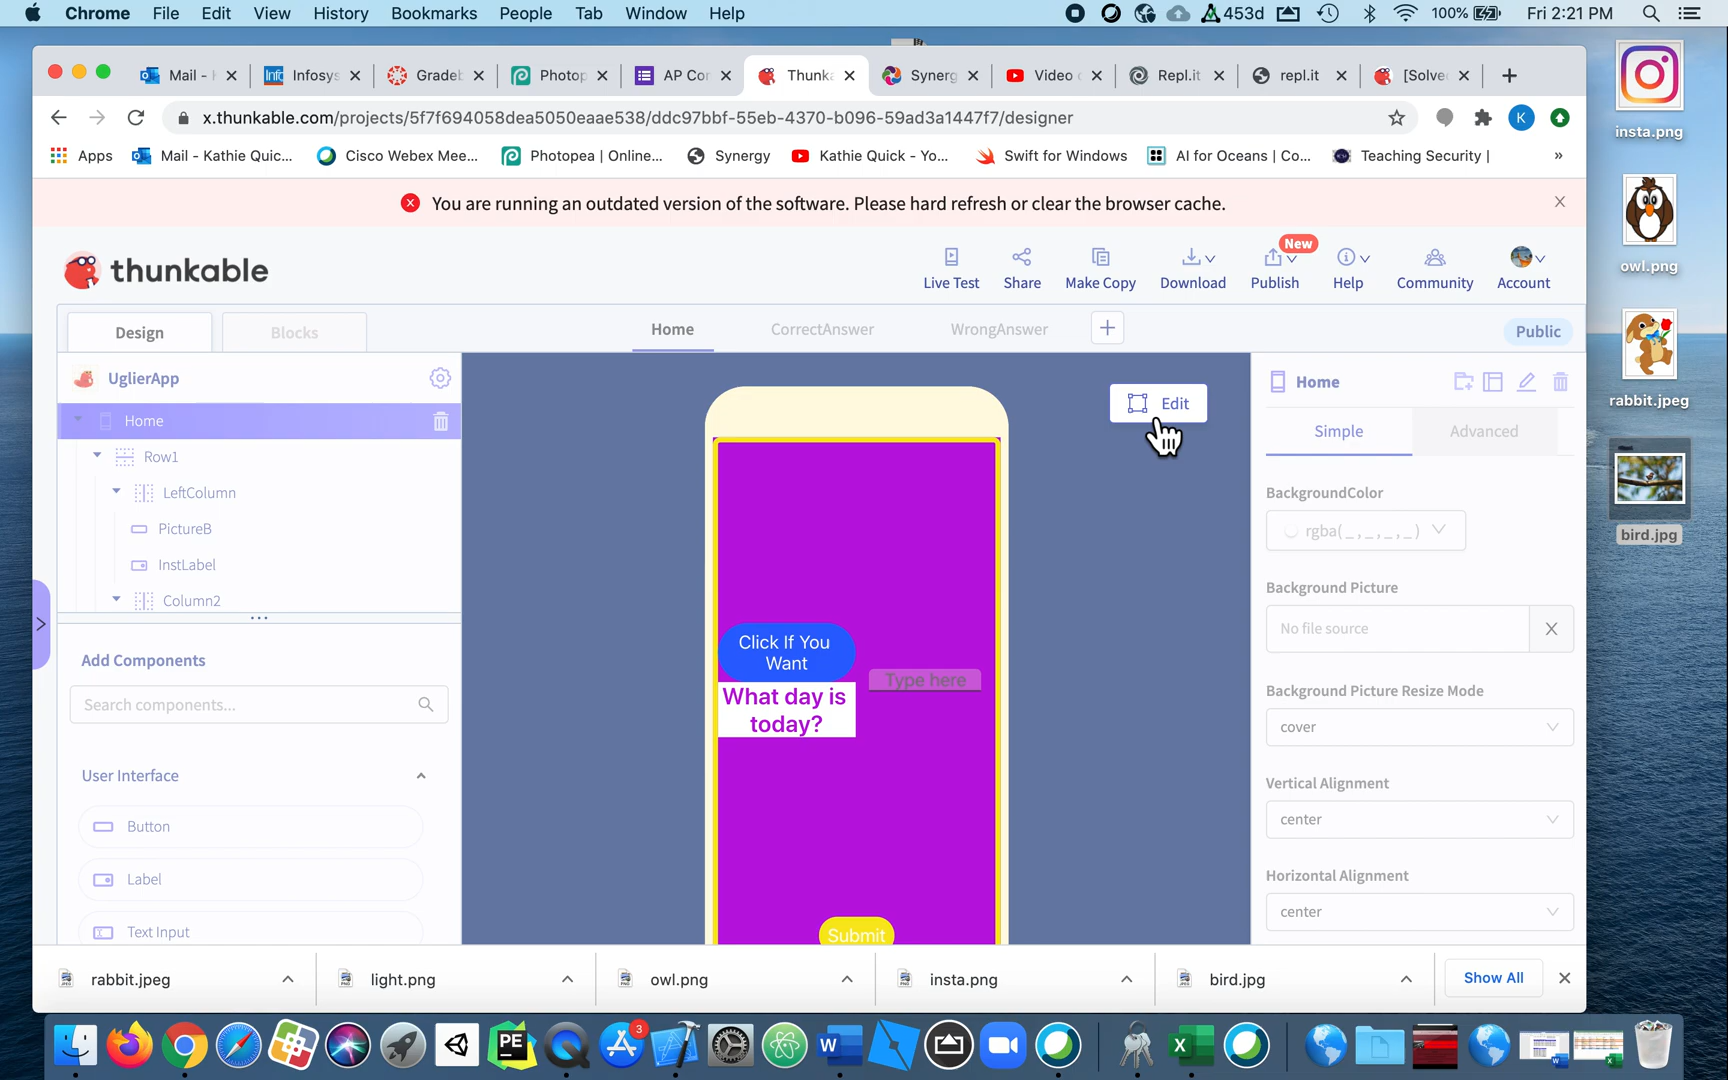 Chrome File Edit View History Bookmarks People Tab Window Help 453d 100% Fri 2:21 PM
Mail - Infosys Grade Photop AP Co Thunk Synerg Video Repl.it repl.it [Solve
x.thunkable.com/projects/5f7f694058dea5050eaae538/ddc97bbf-55eb-4370-b096-59ad3a1447f7/designer K
Apps Mail - Kathie Quic... Cisco Webex Mee... Photopea | Online... Synergy Kathie Quick - Yo... Swift for Windows AI for Oceans | Co... Teaching Security | »
You are running an outdated version of the software. Please hard refresh or clear the browser cache.
thunkable
New
Live Test Share Make Copy Download Publish Help Community Account
Design Blocks Home CorrectAnswer WrongAnswer Public
UglierApp
Home
Row1
LeftColumn
PictureB
InstLabel
Column2
Add Components
Search components...
User Interface
Button
Label
Text Input
Edit
Click If You
Want
Type here
What day is
today?
Submit
Home
Simple Advanced
BackgroundColor
rgba(_,_,_,_)
Background Picture
No file source X
Background Picture Resize Mode
cover
Vertical Alignment
center
Horizontal Alignment
center
insta.png
owl.png
rabbit.jpeg
bird.jpg
rabbit.jpeg light.png owl.png insta.png bird.jpg Show All
PE 3 W X